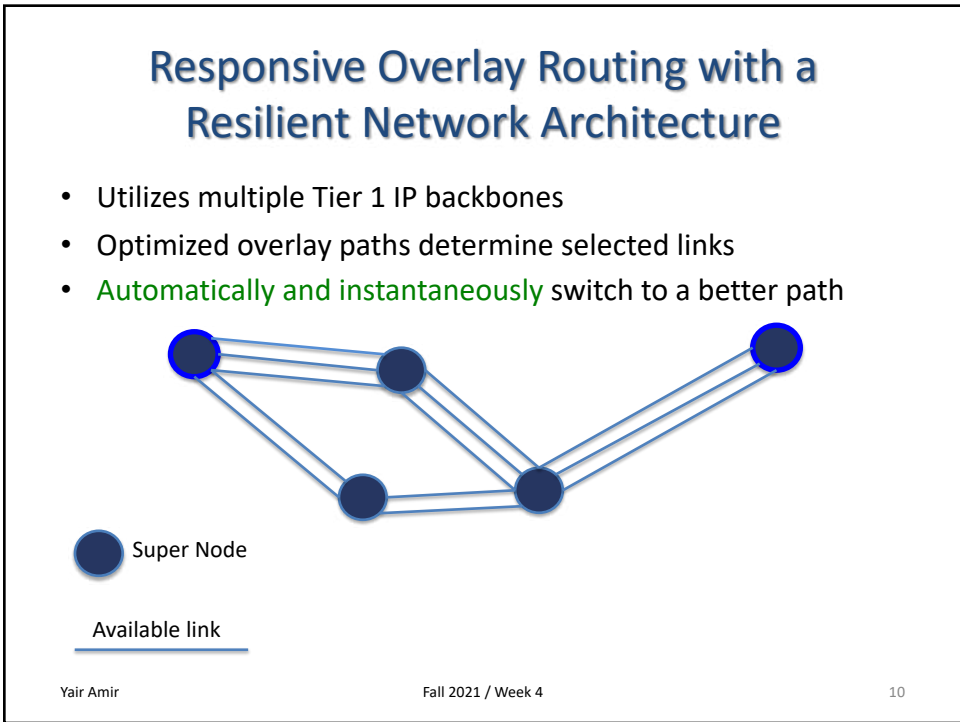 Responsive Overlay Routing with a
Resilient Network Architecture
• Utilizes multiple Tier 1 IP backbones
• Optimized overlay paths determine selected links
• Automatically and instantaneously switch to a better path
Super Node
Available link
Yair Amir
Fall 2021 / Week 4
10